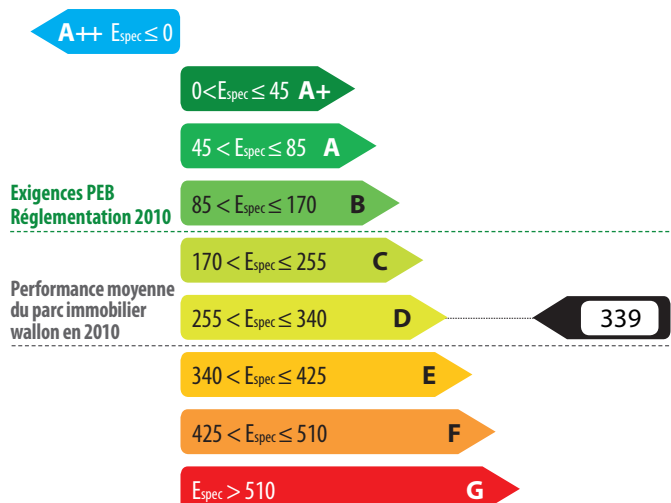 A++ Espec ≤ 0
0<Espec ≤ 45 A+
45 < Espec ≤ 85 A
Exigences PEB
Réglementation 2010
85 < Espec ≤ 170 B
170 < Espec ≤ 255 C
Performance moyenne
du parc immobilier
wallon en 2010
255 < Espec ≤ 340 D
339
340 < Espec ≤ 425 E
425 < Espec ≤ 510 F
Espec > 510 G